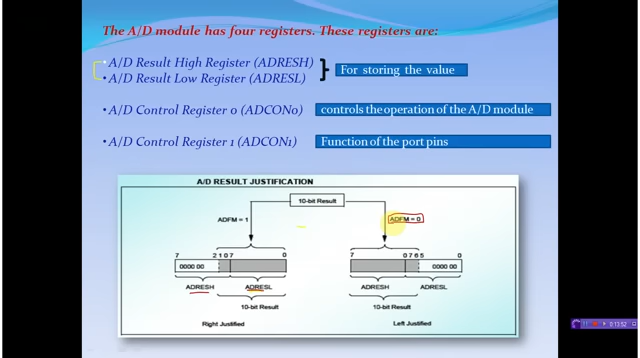 The A/D module has four registers. These registers are:
• A/D Result High Register (ADRESH)
• A/D Result Low Register (ADRESL)
For storing the value
• A/D Control Register 0 (ADCON0)
controls the operation of the A/D module
• A/D Control Register 1 (ADCON1)
Function of the port pins
A/D RESULT JUSTIFICATION
10-bit Result
ADFM = 1
ADFM = 0
7 2 1 0 7 0
7 0 7 6 5 0
0000 00
0000 00
ADRESH ADRESL
ADRESH ADRESL
10-bit Result
10-bit Result
Right Justified
Left Justified
0:13:52